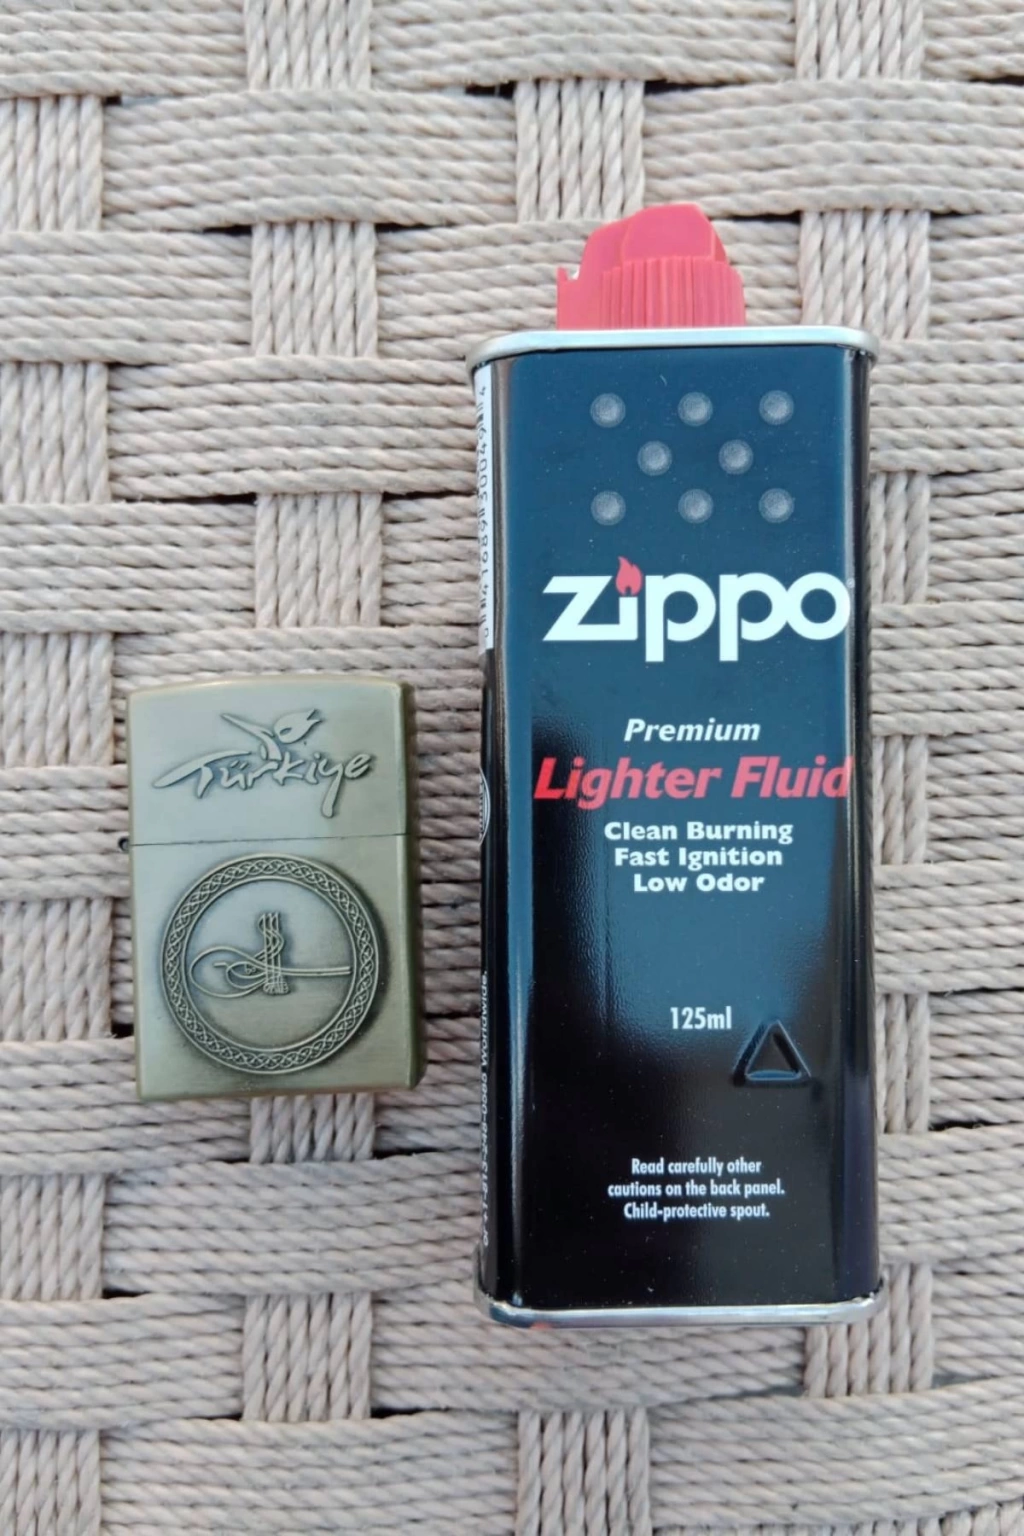 Türkiye
zippo
Premium
Lighter Fluid
Clean Burning
Fast Ignition
Low Odor
125ml
Read carefully other
cautions on the back panel.
Child-protective spout.